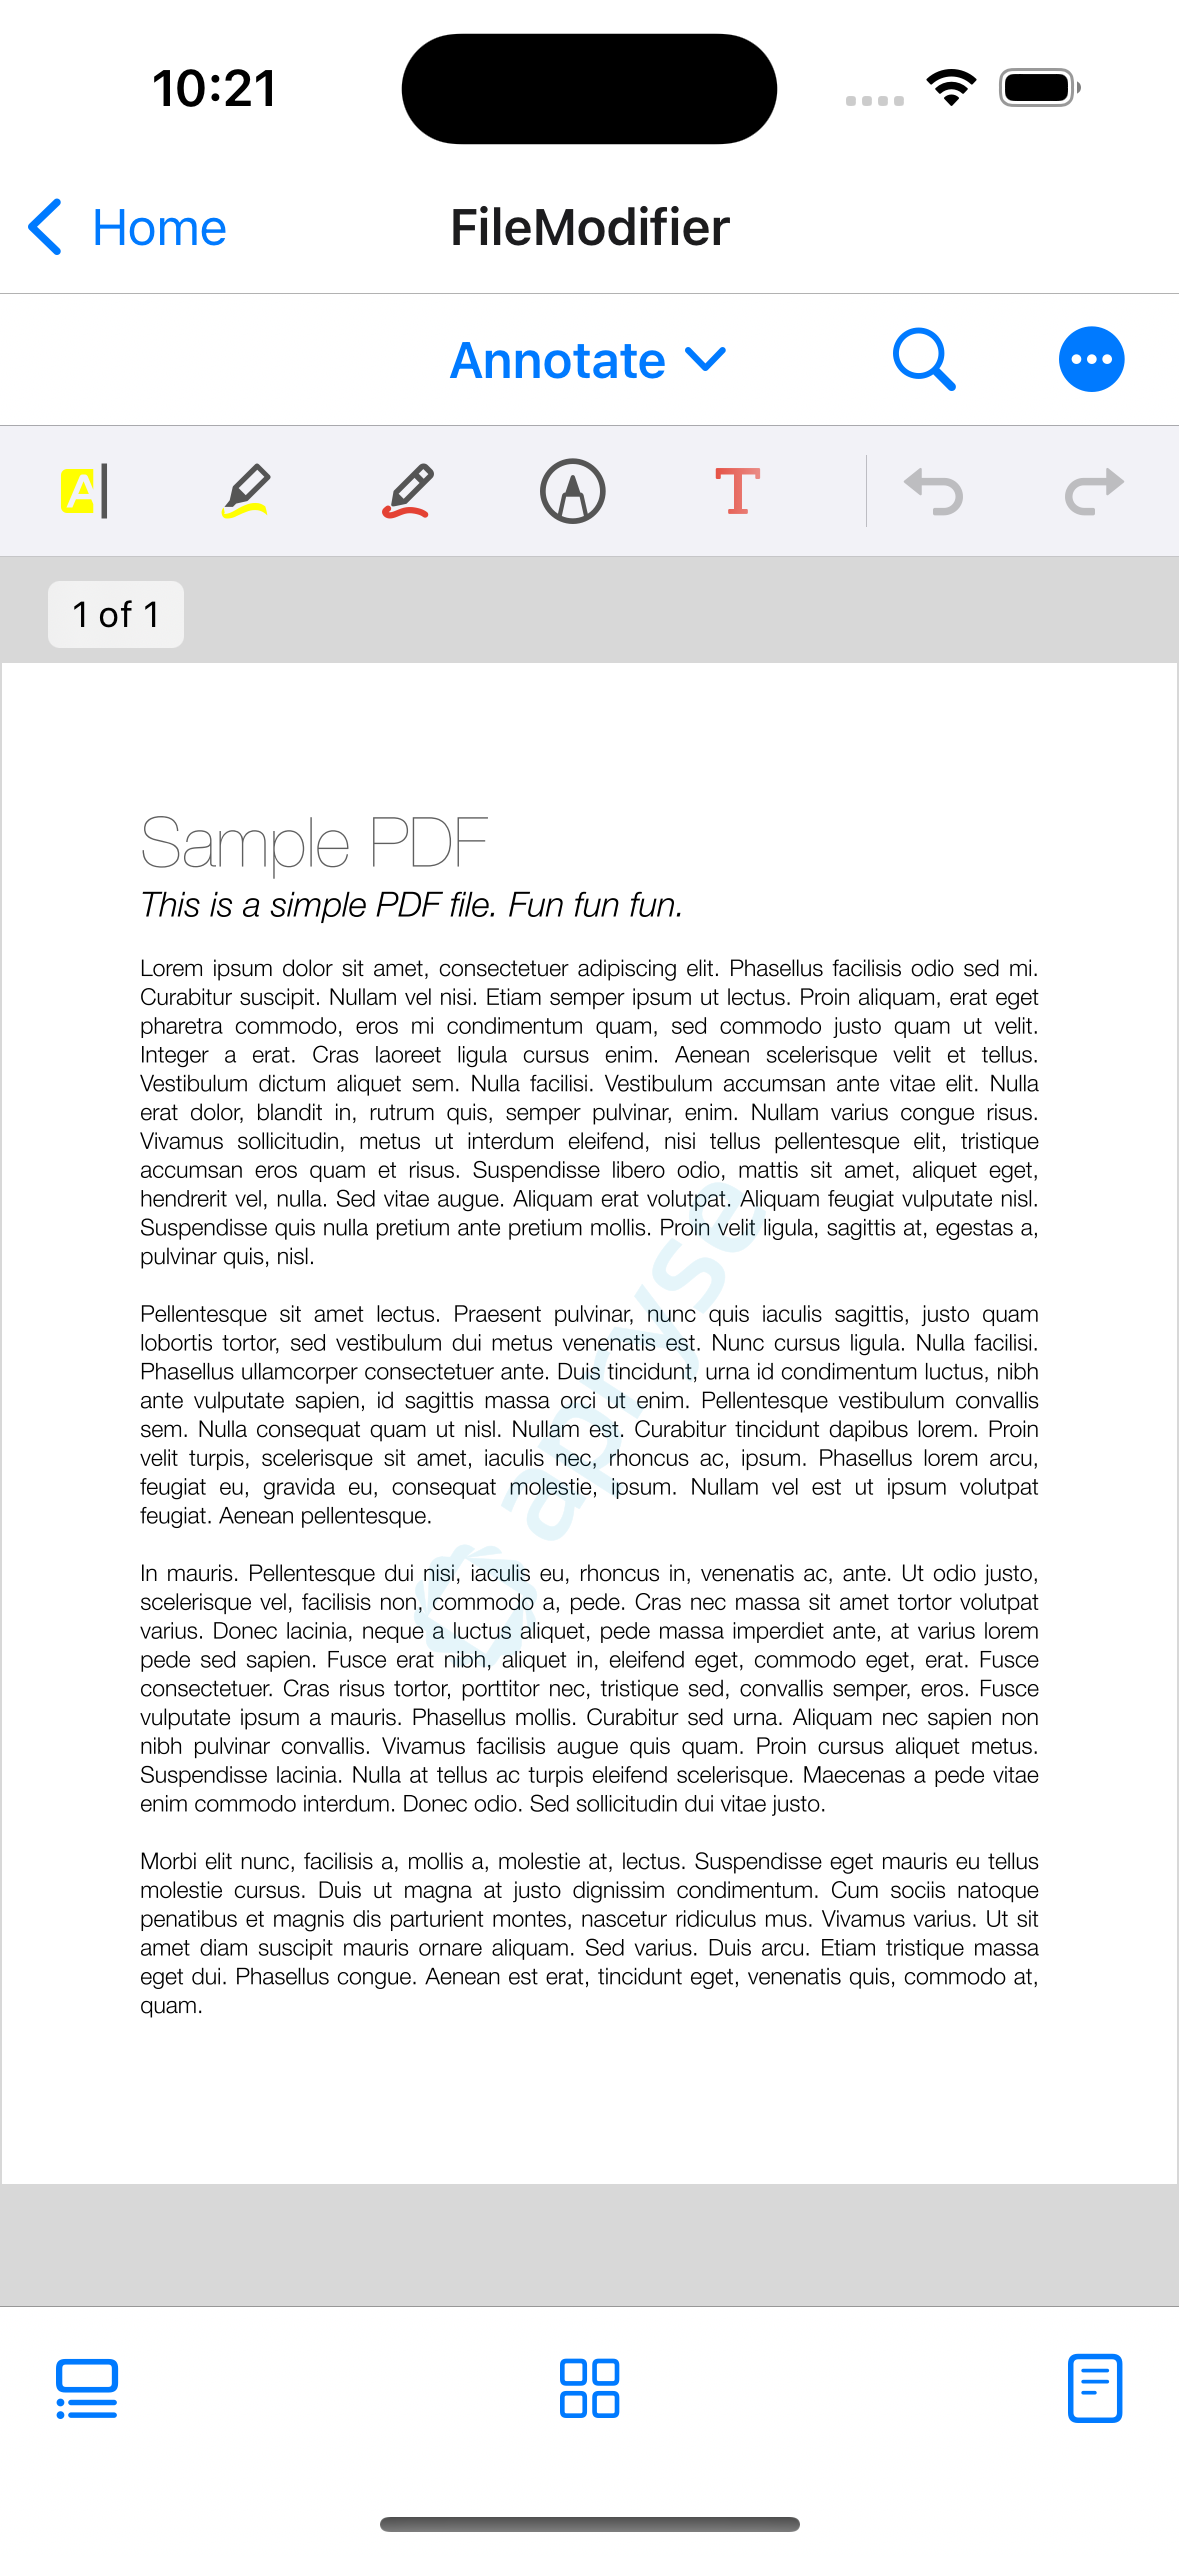 10:21
Home
FileModifier
Annotate
A
T
1 of 1
Sample PDF
This is a simple PDF file. Fun fun fun.
Lorem ipsum dolor sit amet, consectetuer adipiscing elit. Phasellus facilisis odio sed mi.
Curabitur suscipit. Nullam vel nisi. Etiam semper ipsum ut lectus. Proin aliquam, erat eget
pharetra commodo, eros mi condimentum quam, sed commodo justo quam ut velit.
Integer a erat. Cras laoreet ligula cursus enim. Aenean scelerisque velit et tellus.
Vestibulum dictum aliquet sem. Nulla facilisi. Vestibulum accumsan ante vitae elit. Nulla
erat dolor, blandit in, rutrum quis, semper pulvinar, enim. Nullam varius congue risus.
Vivamus sollicitudin, metus ut interdum eleifend, nisi tellus pellentesque elit, tristique
accumsan eros quam et risus. Suspendisse libero odio, mattis sit amet, aliquet eget,
hendrerit vel, nulla. Sed vitae augue. Aliquam erat volutpat. Aliquam feugiat vulputate nisl.
Suspendisse quis nulla pretium ante pretium mollis. Proin velit ligula, sagittis at, egestas a,
pulvinar quis, nisl.
Pellentesque sit amet lectus. Praesent pulvinar, nunc quis iaculis sagittis, justo quam
lobortis tortor, sed vestibulum dui metus venenatis est. Nunc cursus ligula. Nulla facilisi.
Phasellus ullamcorper consectetuer ante. Duis tincidunt, urna id condimentum luctus, nibh
ante vulputate sapien, id sagittis massa orci ut enim. Pellentesque vestibulum convallis
sem. Nulla consequat quam ut nisl. Nullam est. Curabitur tincidunt dapibus lorem. Proin
velit turpis, scelerisque sit amet, iaculis nec, rhoncus ac, ipsum. Phasellus lorem arcu,
feugiat eu, gravida eu, consequat molestie, ipsum. Nullam vel est ut ipsum volutpat
feugiat. Aenean pellentesque.
In mauris. Pellentesque dui nisi, iaculis eu, rhoncus in, venenatis ac, ante. Ut odio justo,
scelerisque vel, facilisis non, commodo a, pede. Cras nec massa sit amet tortor volutpat
varius. Donec lacinia, neque a luctus aliquet, pede massa imperdiet ante, at varius lorem
pede sed sapien. Fusce erat nibh, aliquet in, eleifend eget, commodo eget, erat. Fusce
consectetuer. Cras risus tortor, porttitor nec, tristique sed, convallis semper, eros. Fusce
vulputate ipsum a mauris. Phasellus mollis. Curabitur sed urna. Aliquam nec sapien non
nibh pulvinar convallis. Vivamus facilisis augue quis quam. Proin cursus aliquet metus.
Suspendisse lacinia. Nulla at tellus ac turpis eleifend scelerisque. Maecenas a pede vitae
enim commodo interdum. Donec odio. Sed sollicitudin dui vitae justo.
Morbi elit nunc, facilisis a, mollis a, molestie at, lectus. Suspendisse eget mauris eu tellus
molestie cursus. Duis ut magna at justo dignissim condimentum. Cum sociis natoque
penatibus et magnis dis parturient montes, nascetur ridiculus mus. Vivamus varius. Ut sit
amet diam suscipit mauris ornare aliquam. Sed varius. Duis arcu. Etiam tristique massa
eget dui. Phasellus congue. Aenean est erat, tincidunt eget, venenatis quis, commodo at,
quam.
apryse